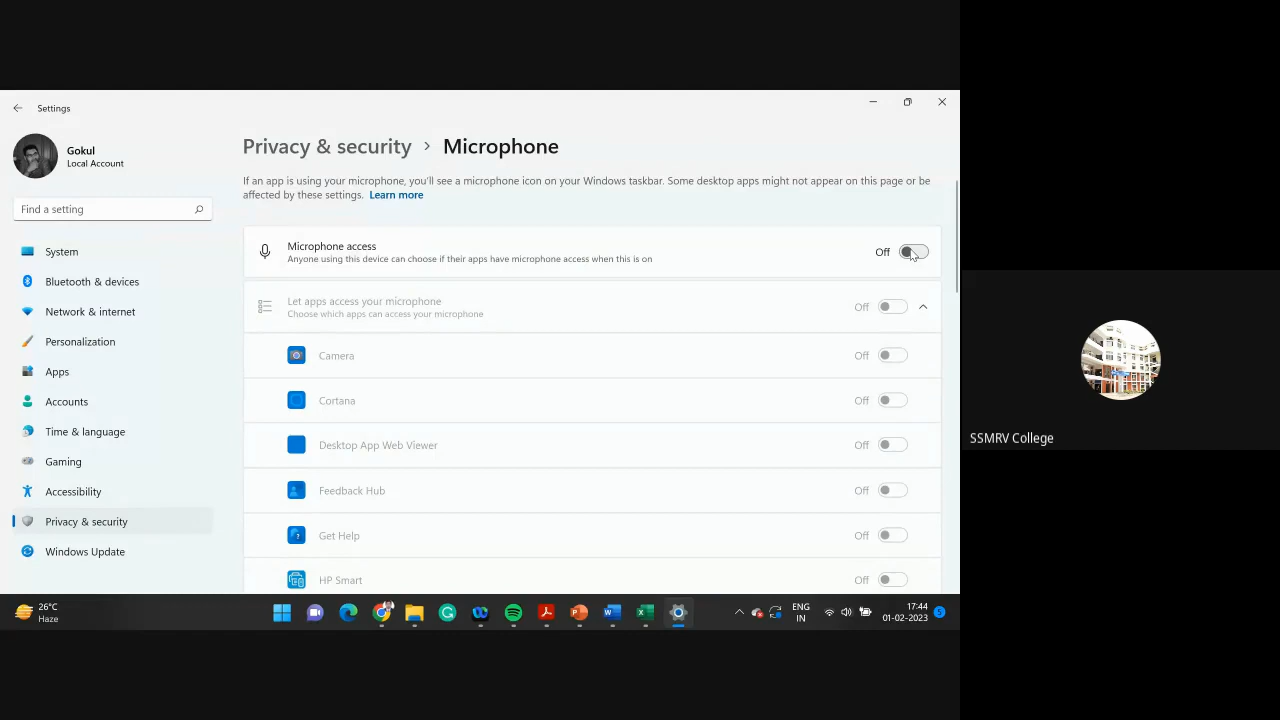 Settings
Gokul
Local Account
Find a setting
System
Bluetooth & devices
Network & internet
Personalization
Apps
Accounts
Time & language
Gaming
Accessibility
Privacy & security
Windows Update
Privacy & security > Microphone
If an app is using your microphone, you'll see a microphone icon on your Windows taskbar. Some desktop apps might not appear on this page or be
affected by these settings. Learn more
Microphone access
Anyone using this device can choose if their apps have microphone access when this is on
Off
Let apps access your microphone
Choose which apps can access your microphone
Off
Camera Off
Cortana Off
Desktop App Web Viewer Off
Feedback Hub Off
Get Help Off
HP Smart Off
26°C
Haze
ENG
IN
17:44
01-02-2023
5
SSMRV College